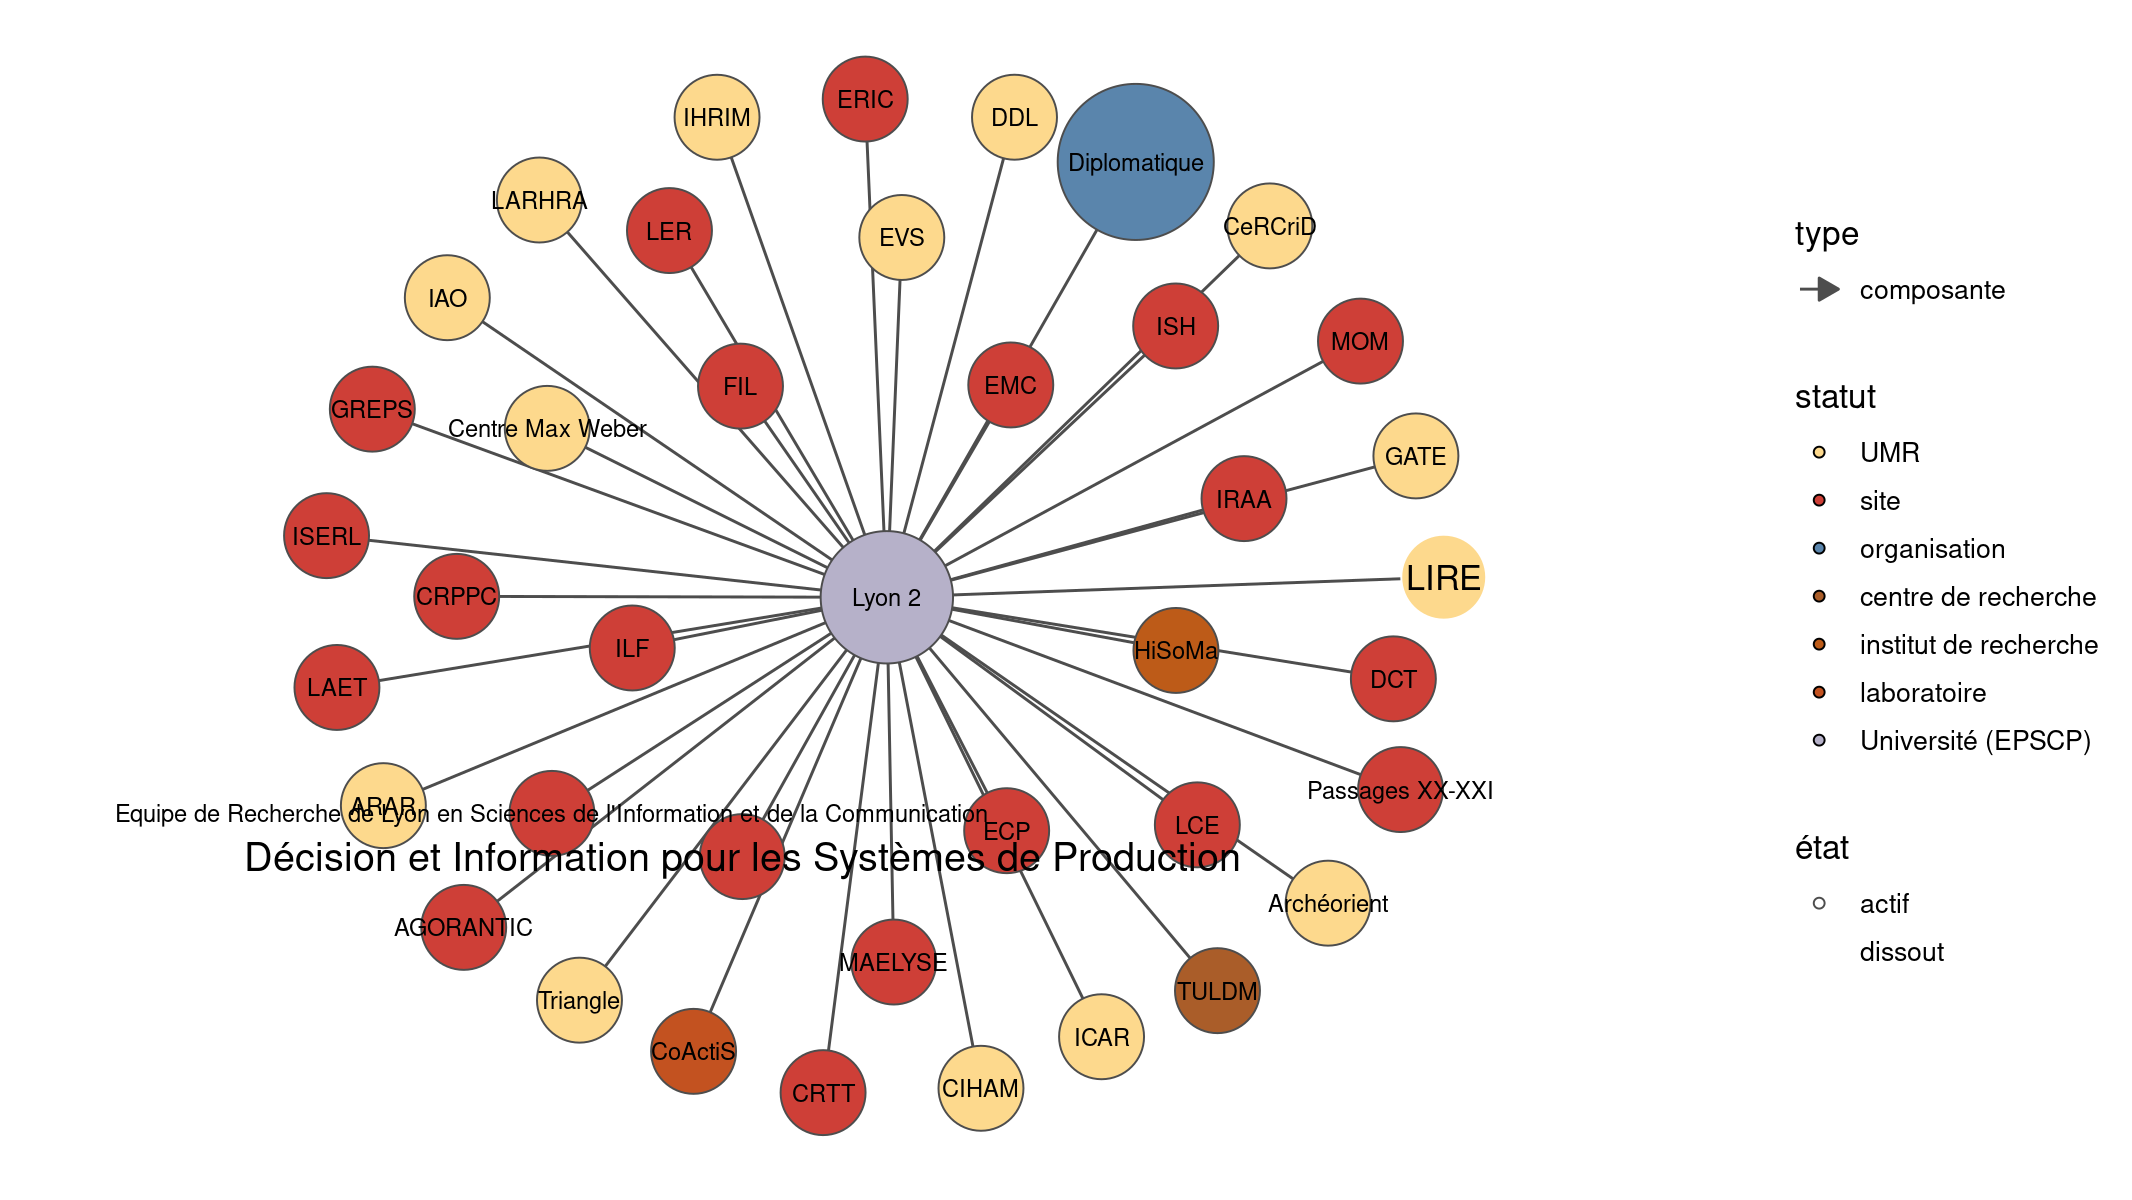 ERIC
IHRIM
DDL
Diplomatique
LARHRA
CeRCriD
LER
EVS
IAO
ISH
MOM
FIL
EMC
GREPS
Centre Max Weber
GATE
IRAA
ISERL
LIRE
CRPPC
Lyon 2
ILF
HiSoMa
DCT
LAET
Passages XX-XXI
ARAR
Equipe de Recherche de Lyon en Sciences de l'Information et de la Communication
LCE
ECP
Décision et Information pour les Systèmes de Production
Archéorient
AGORANTIC
MAELYSE
TULDM
Triangle
ICAR
CoActiS
CIHAM
CRTT
type
composante
statut
UMR
site
organisation
centre de recherche
institut de recherche
laboratoire
Université (EPSCP)
état
actif
dissout